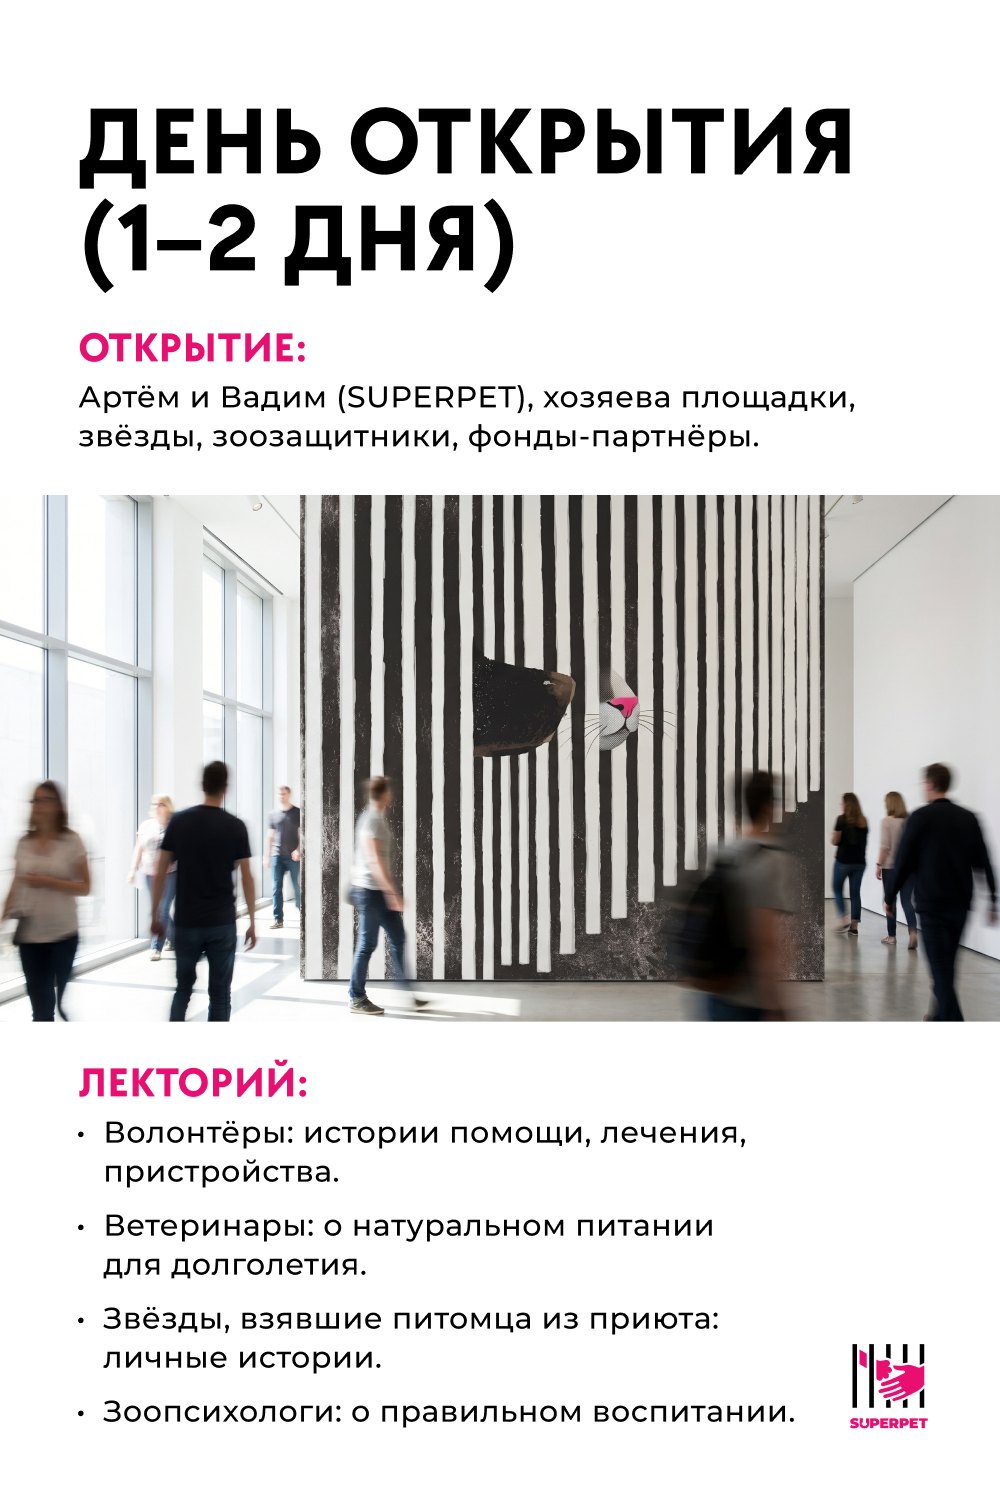 ДЕНЬ ОТКРЫТИЯ
(1–2 ДНЯ)
ОТКРЫТИЕ:
Артём и Вадим (SUPERPET), хозяева площадки,
звёзды, зоозащитники, фонды-партнёры.
ЛЕКТОРИЙ:
• Волонтёры: истории помощи, лечения,
пристройства.
• Ветеринары: о натуральном питании
для долголетия.
• Звёзды, взявшие питомца из приюта:
личные истории.
• Зоопсихологи: о правильном воспитании.
SUPERPET